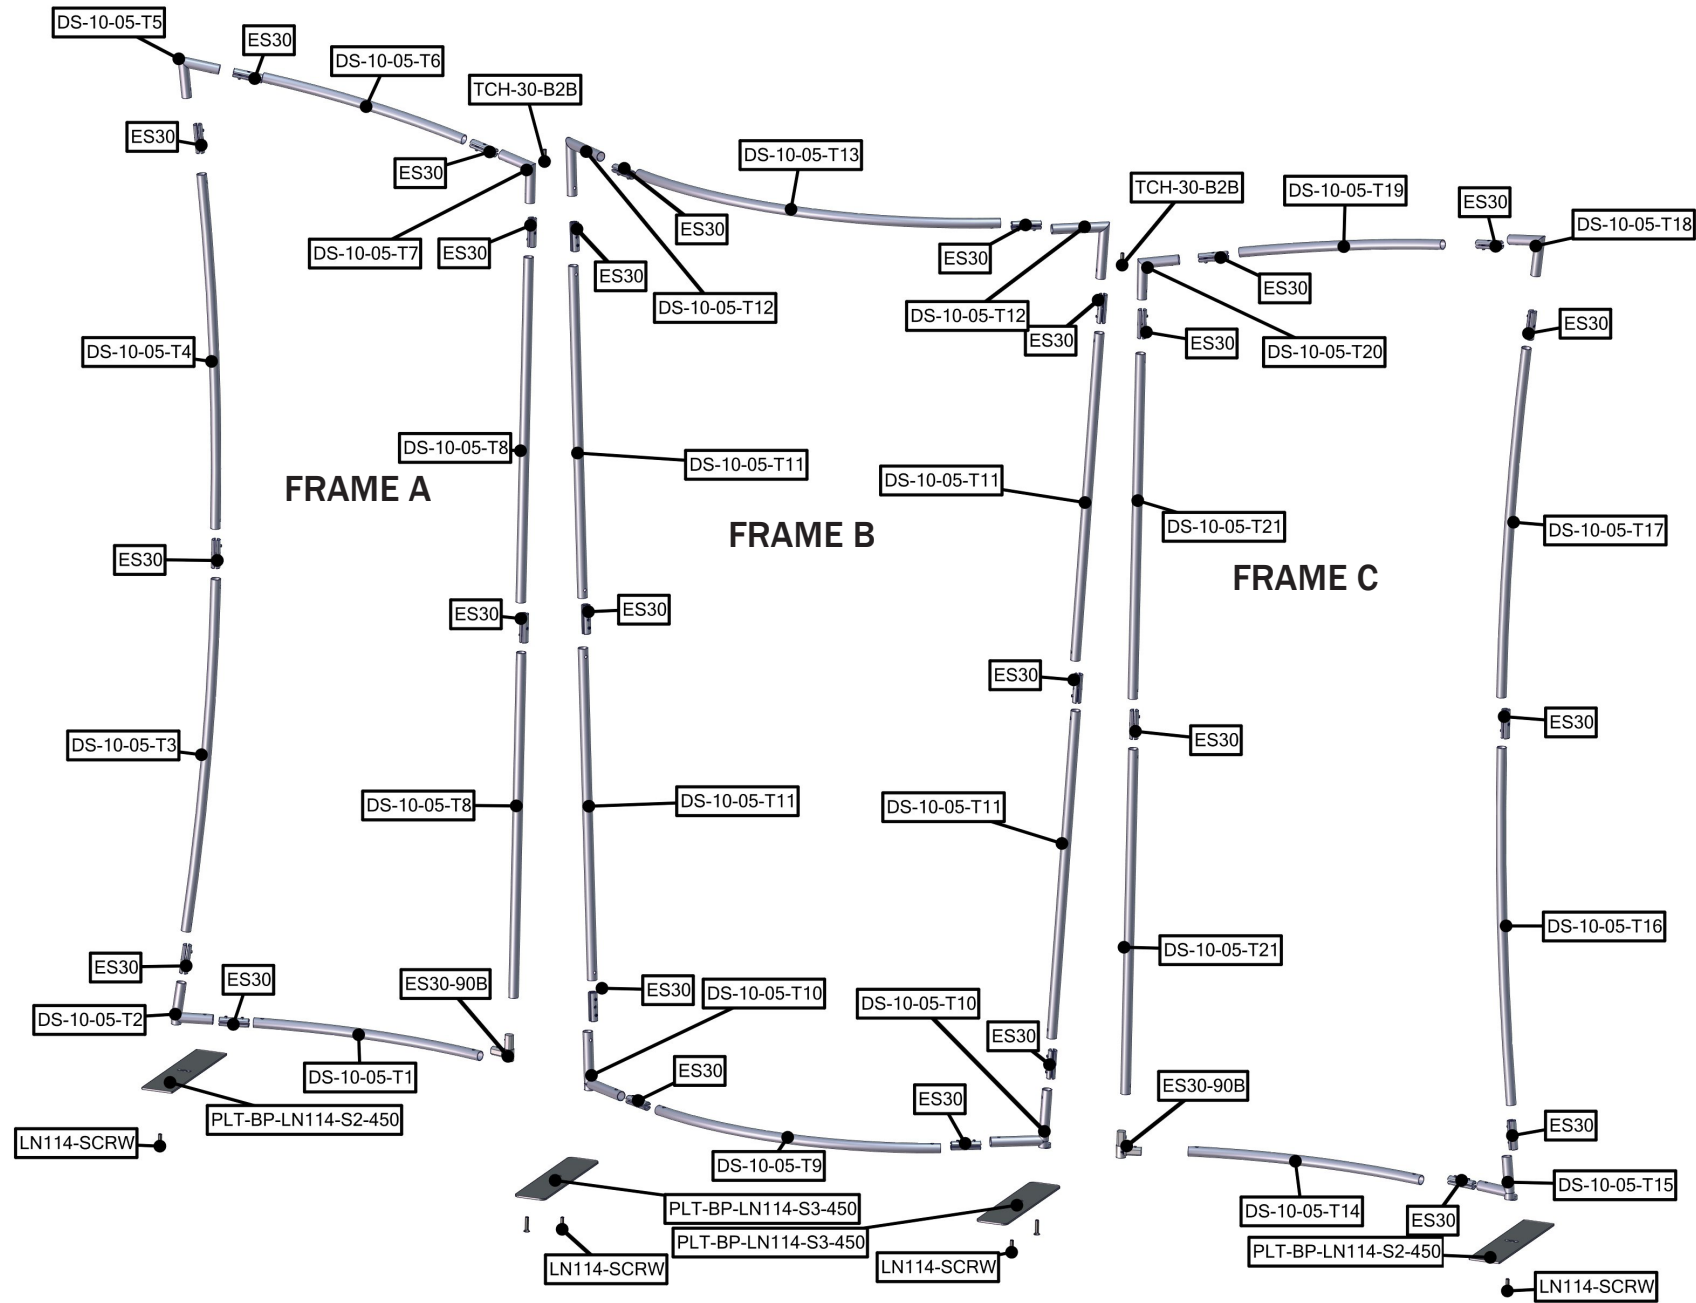 DS-10-05-T5
ES30
DS-10-05-T6
TCH-30-B2B
ES30
ES30
DS-10-05-T13
TCH-30-B2B
DS-10-05-T19
ES30
DS-10-05-T18
DS-10-05-T7
ES30
ES30
ES30
DS-10-05-T12
ES30
DS-10-05-T12
ES30
ES30
ES30
DS-10-05-T20
ES30
DS-10-05-T4
DS-10-05-T8
DS-10-05-T11
DS-10-05-T11
DS-10-05-T21
DS-10-05-T17
FRAME A
FRAME B
FRAME C
ES30
ES30
ES30
ES30
ES30
ES30
DS-10-05-T3
DS-10-05-T8
DS-10-05-T11
DS-10-05-T11
DS-10-05-T21
DS-10-05-T16
ES30
ES30
ES30-90B
ES30
DS-10-05-T10
DS-10-05-T10
DS-10-05-T2
DS-10-05-T1
ES30
ES30
ES30
ES30-90B
ES30
PLT-BP-LN114-S2-450
LN114-SCRW
DS-10-05-T9
DS-10-05-T15
DS-10-05-T14
ES30
PLT-BP-LN114-S3-450
PLT-BP-LN114-S3-450
PLT-BP-LN114-S2-450
LN114-SCRW
LN114-SCRW
LN114-SCRW